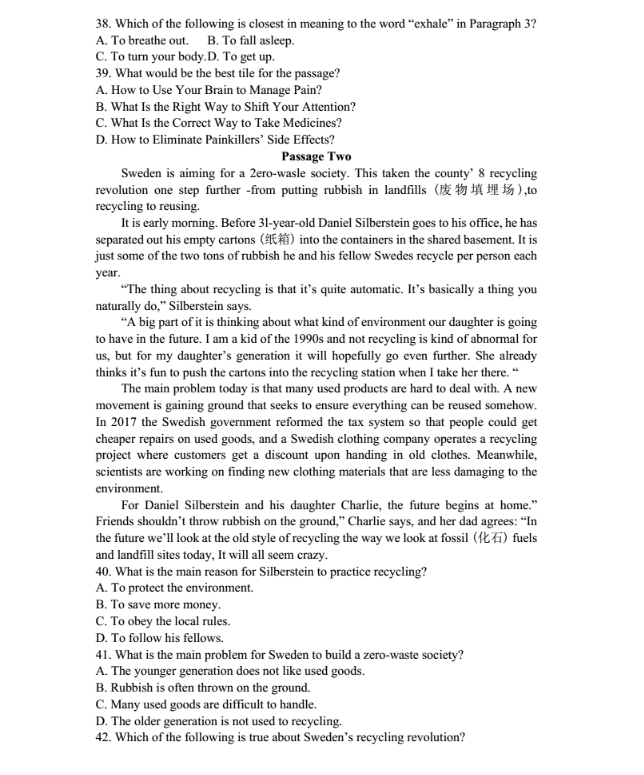 38. Which of the following is closest in meaning to the word “exhale” in Paragraph 3?
A. To breathe out. B. To fall asleep.
C. To turn your body.D. To get up.
39. What would be the best tile for the passage?
A. How to Use Your Brain to Manage Pain?
B. What Is the Right Way to Shift Your Attention?
C. What Is the Correct Way to Take Medicines?
D. How to Eliminate Painkillers’ Side Effects?
Passage Two
Sweden is aiming for a 2ero-wasle society. This taken the county’ 8 recycling
revolution one step further -from putting rubbish in landfills (废物填埋场),to
recycling to reusing.
It is early morning. Before 3l-year-old Daniel Silberstein goes to his office, he has
separated out his empty cartons (纸箱) into the containers in the shared basement. It is
just some of the two tons of rubbish he and his fellow Swedes recycle per person each
year.
“The thing about recycling is that it’s quite automatic. It’s basically a thing you
naturally do,” Silberstein says.
“A big part of it is thinking about what kind of environment our daughter is going
to have in the future. I am a kid of the 1990s and not recycling is kind of abnormal for
us, but for my daughter’s generation it will hopefully go even further. She already
thinks it’s fun to push the cartons into the recycling station when I take her there. “
The main problem today is that many used products are hard to deal with. A new
movement is gaining ground that seeks to ensure everything can be reused somehow.
In 2017 the Swedish government reformed the tax system so that people could get
cheaper repairs on used goods, and a Swedish clothing company operates a recycling
project where customers get a discount upon handing in old clothes. Meanwhile,
scientists are working on finding new clothing materials that are less damaging to the
environment.
For Daniel Silberstein and his daughter Charlie, the future begins at home.”
Friends shouldn’t throw rubbish on the ground,” Charlie says, and her dad agrees: “In
the future we’ll look at the old style of recycling the way we look at fossil (化石) fuels
and landfill sites today, It will all seem crazy.
40. What is the main reason for Silberstein to practice recycling?
A. To protect the environment.
B. To save more money.
C. To obey the local rules.
D. To follow his fellows.
41. What is the main problem for Sweden to build a zero-waste society?
A. The younger generation does not like used goods.
B. Rubbish is often thrown on the ground.
C. Many used goods are difficult to handle.
D. The older generation is not used to recycling.
42. Which of the following is true about Sweden’s recycling revolution?